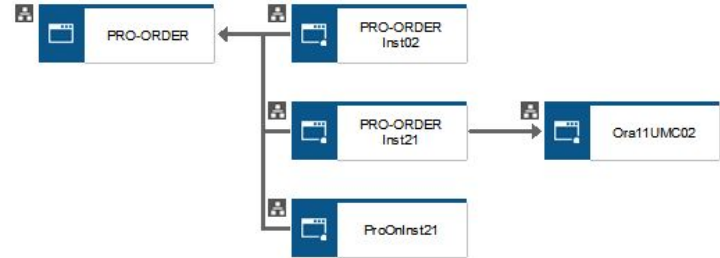 PRO-ORDER
PRO-ORDER
Inst02
PRO-ORDER
Inst21
Ora11UMC02
ProOnInst21